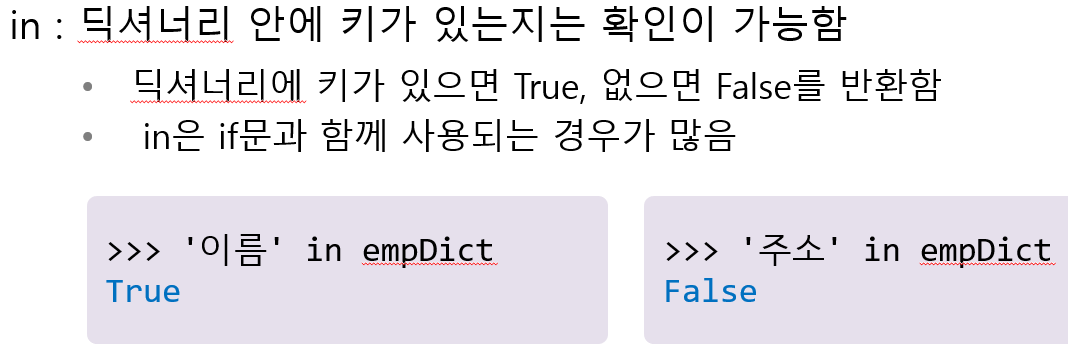 in : 딕셔너리 안에 키가 있는지는 확인이 가능함
• 딕셔너리에 키가 있으면 True, 없으면 False를 반환함
• in은 if문과 함께 사용되는 경우가 많음
>>> '이름' in empDict
True
>>> '주소' in empDict
False